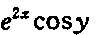 e^{2x} cos y